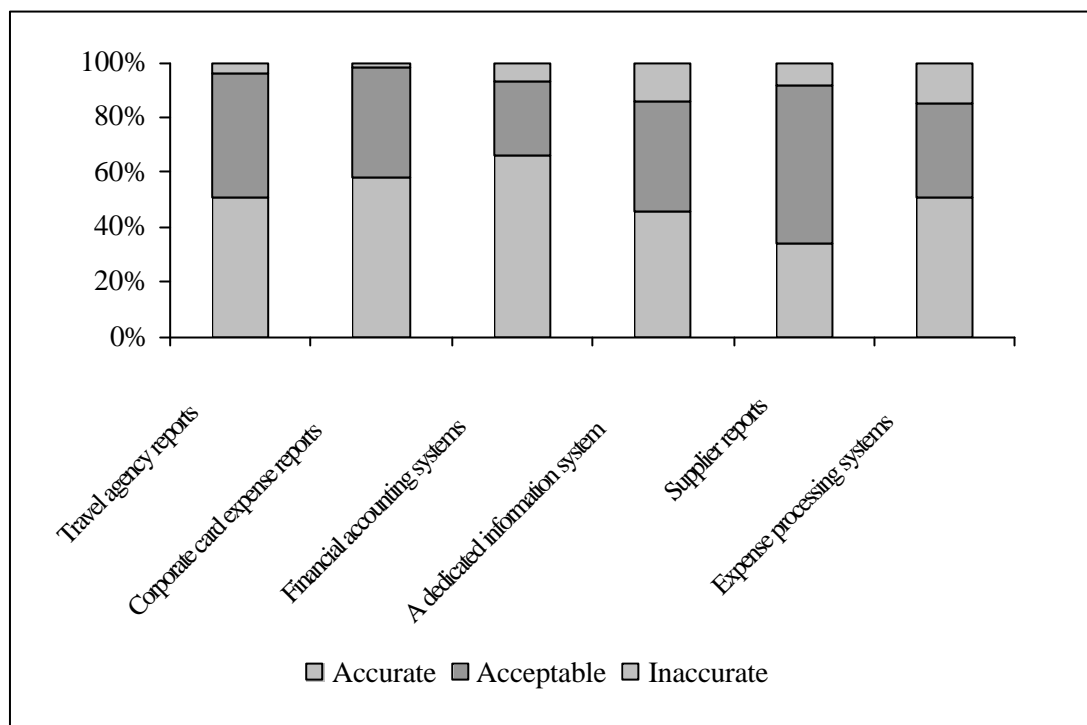 100%
80%
60%
40%
20%
0%
Travel agency reports
Corporate card expense reports
Financial accounting systems
A dedicated information system
Supplier reports
Expense processing systems
Accurate Acceptable Inaccurate